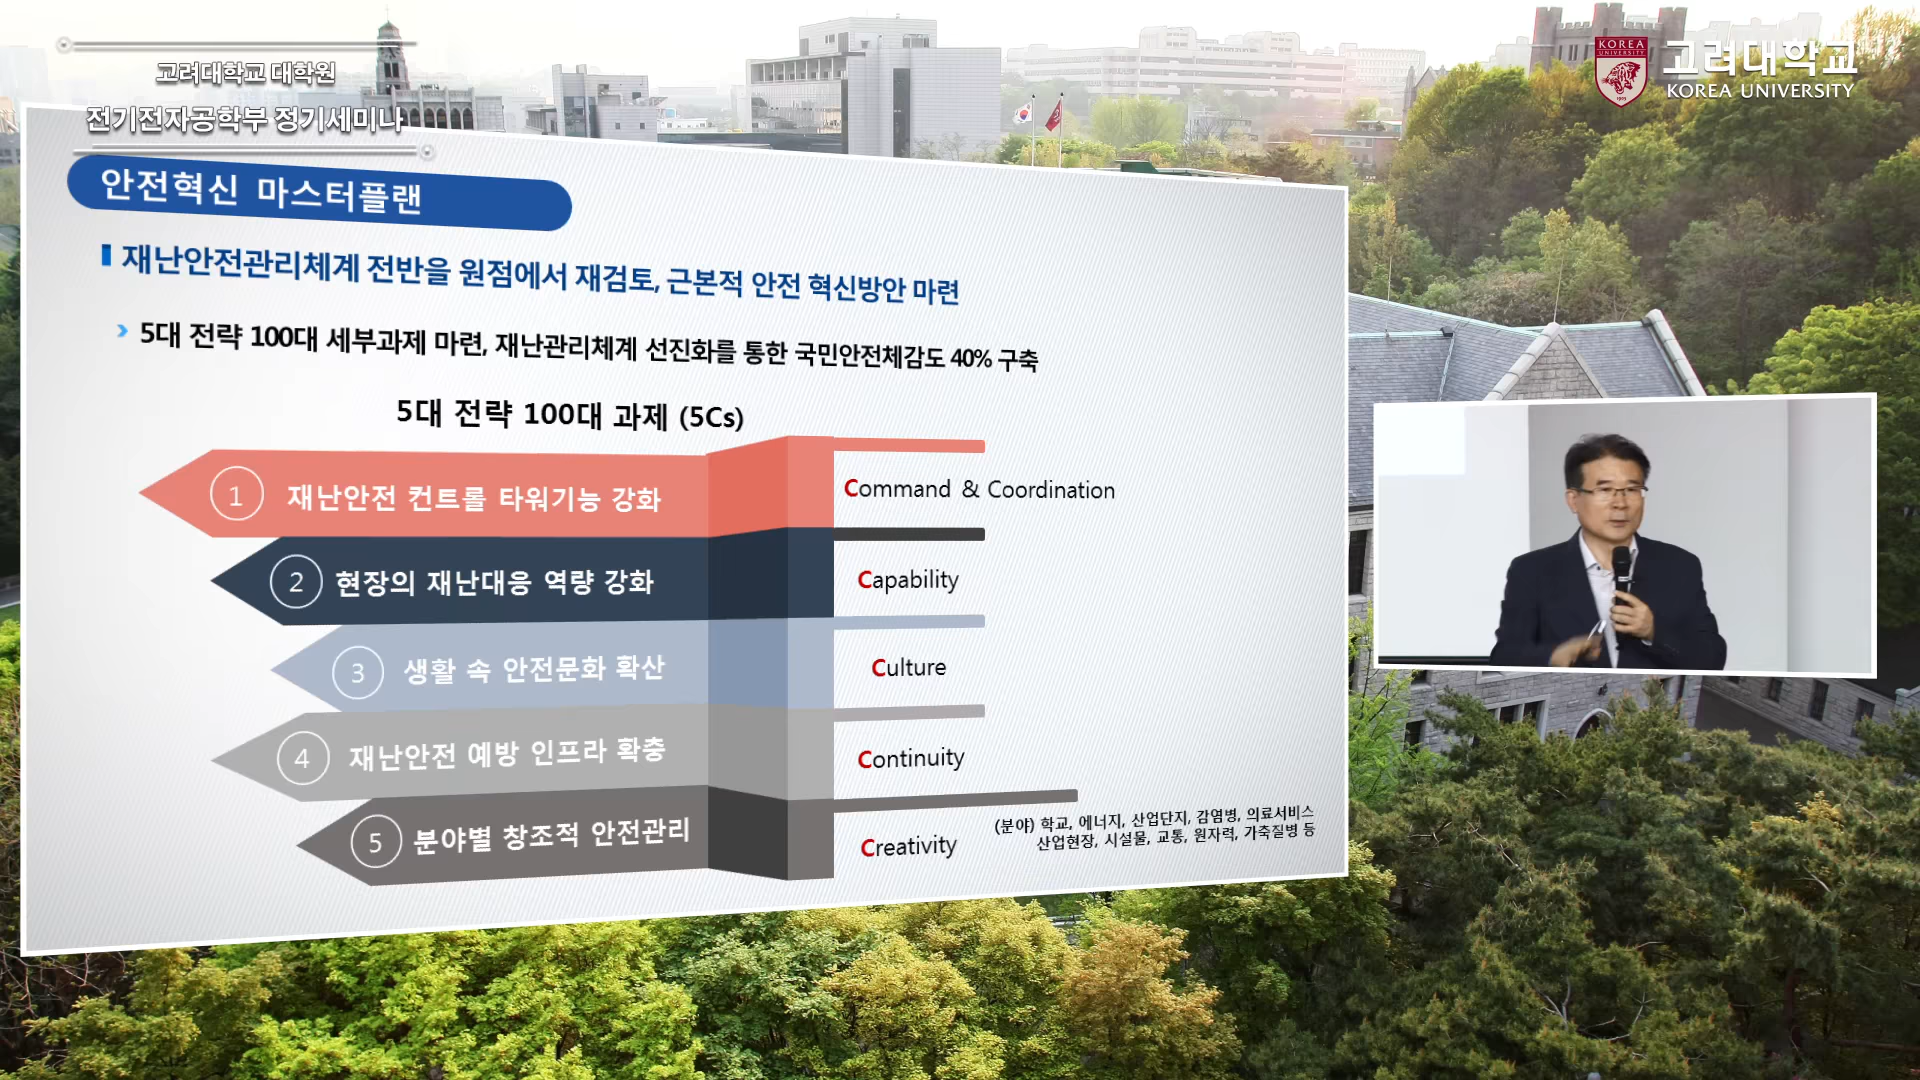 고려대학교 대학원
전기전자공학부 정기세미나
KOREA
UNIVERSITY
1905
고려대학교
KOREA UNIVERSITY
안전혁신 마스터플랜
재난안전관리체계 전반을 원점에서 재검토, 근본적 안전 혁신방안 마련
5대 전략 100대 세부과제 마련, 재난관리체계 선진화를 통한 국민안전체감도 40% 구축
5대 전략 100대 과제 (5Cs)
1 재난안전 컨트롤 타워기능 강화 Command & Coordination
2 현장의 재난대응 역량 강화 Capability
3 생활 속 안전문화 확산 Culture
4 재난안전 예방 인프라 확충 Continuity
5 분야별 창조적 안전관리 Creativity
(분야) 학교, 에너지, 산업단지, 감염병, 의료서비스
산업현장, 시설물, 교통, 원자력, 가축질병 등